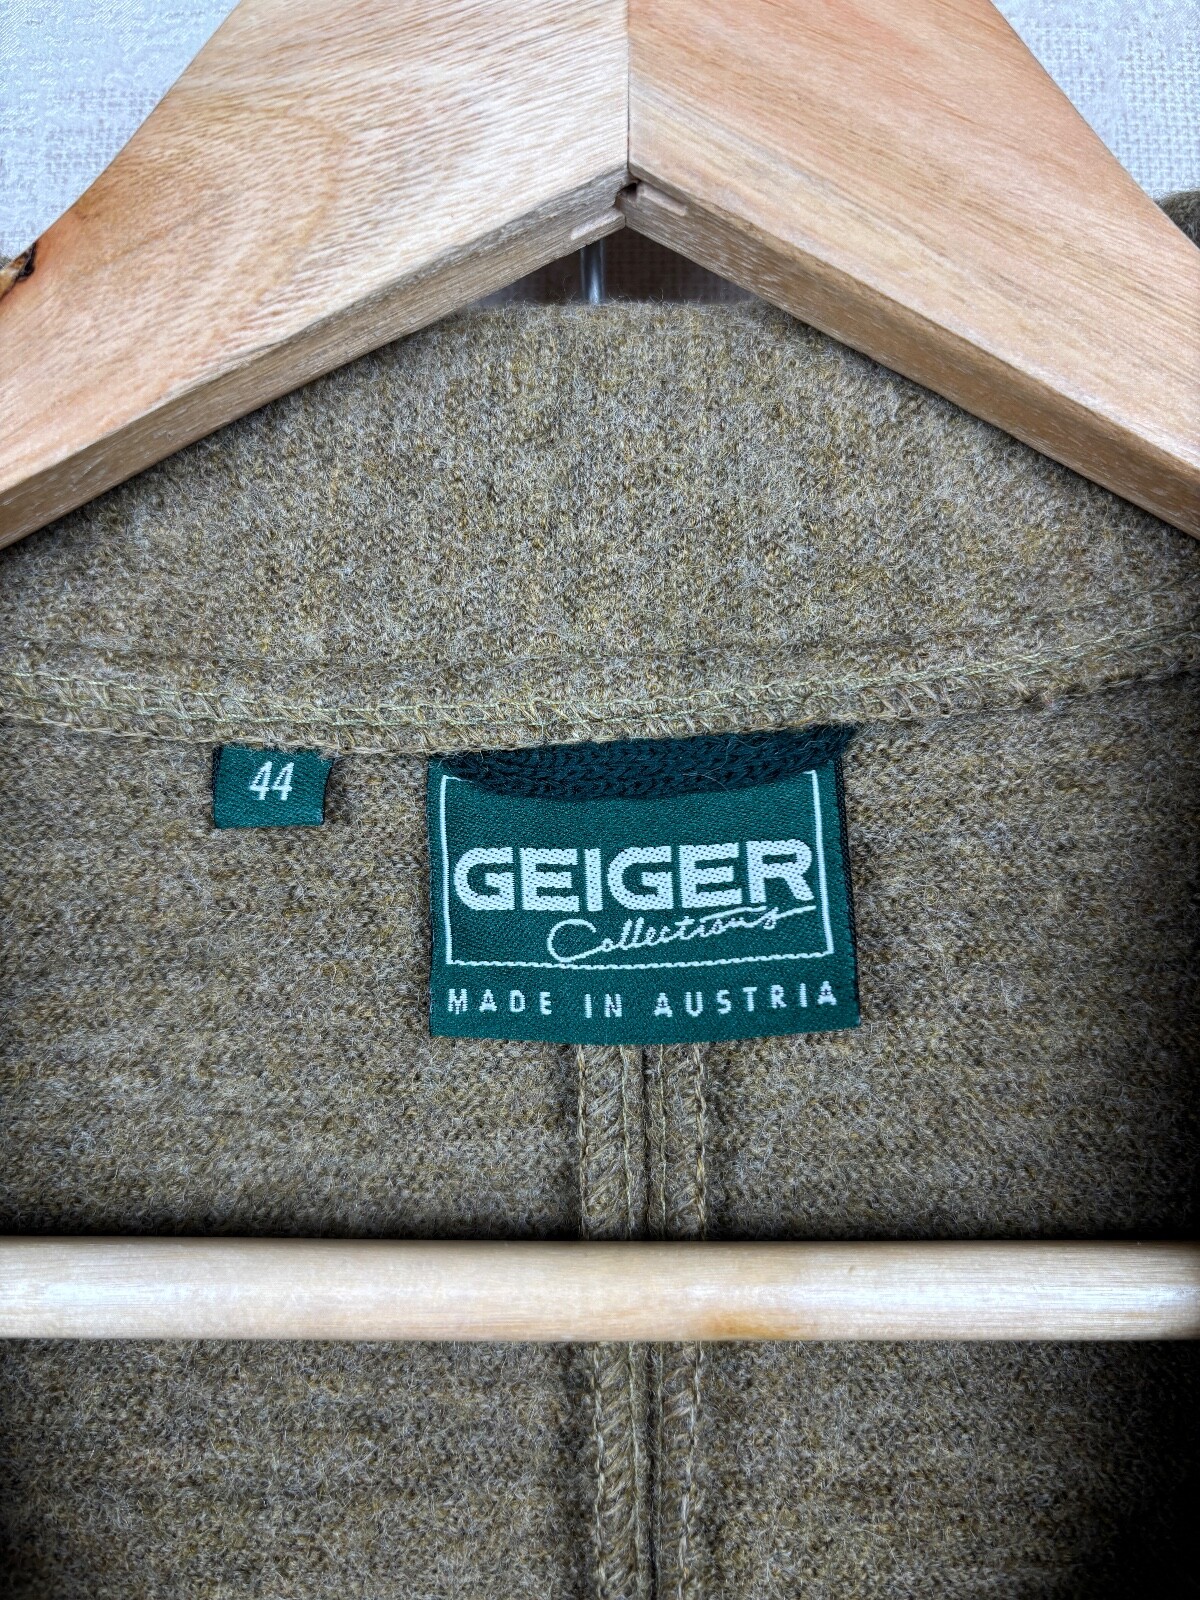 44
GEIGER
Collections
MADE IN AUSTRIA